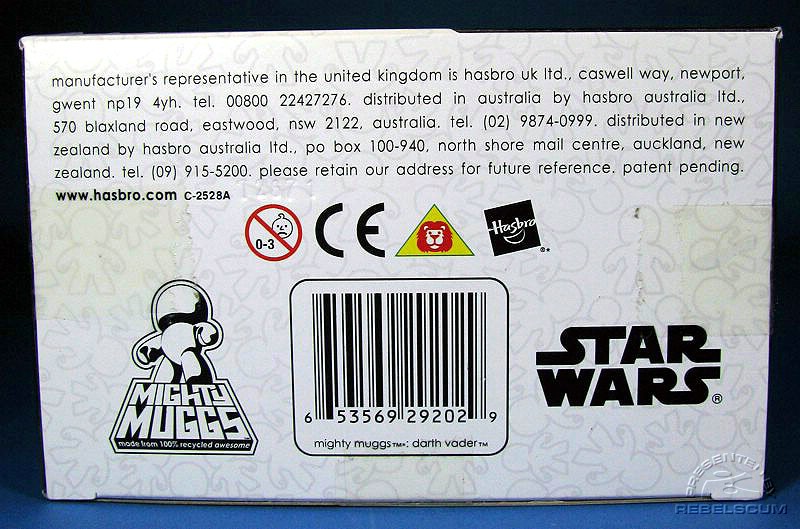 manufacturer's representative in the united kingdom is hasbro uk ltd., caswell way, newport,
gwent np19 4yh. tel. 00800 22427276. distributed in australia by hasbro australia ltd.,
570 blaxland road, eastwood, nsw 2122, australia. tel. (02) 9874-0999. distributed in new
zealand by hasbro australia ltd., po box 100-940, north shore mail centre, auckland, new
zealand. tel. (09) 915-5200. please retain our address for future reference. patent pending.
www.hasbro.com C-2528A
0-3 CE Hasbro ®*
MIGHTY
MUGGS™
made from 100% recycled awesome
6 53569 29202 9
mighty muggs™*: darth vader™
STAR
WARS®
PRESENTED BY
REBELSCUM